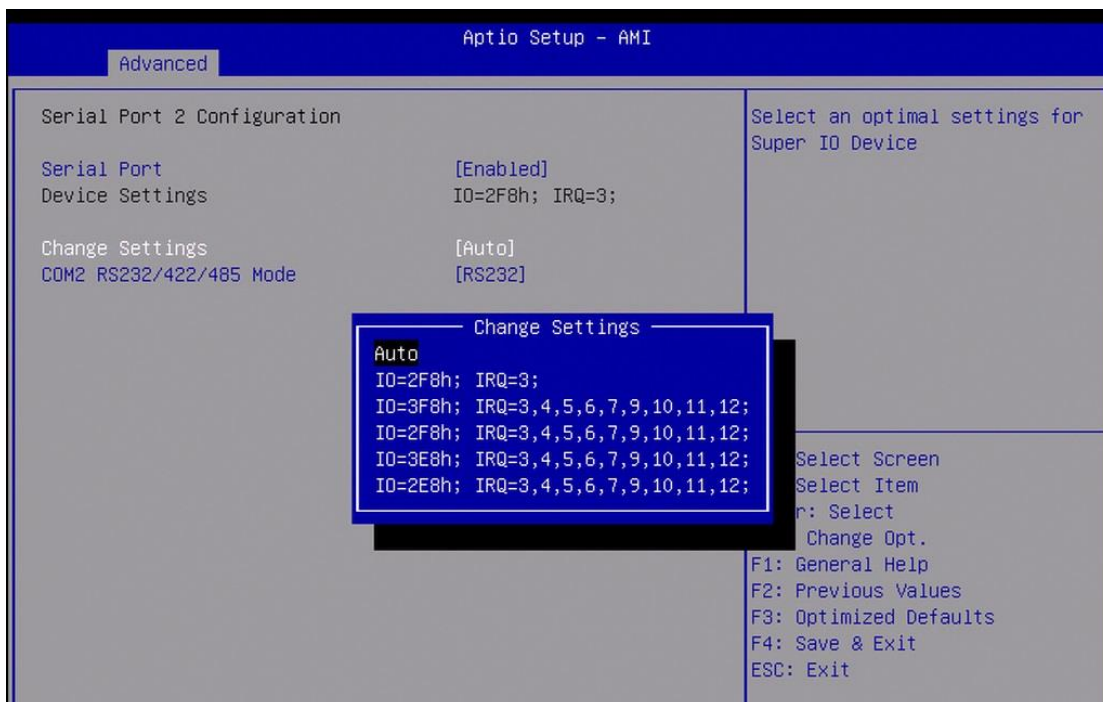 Aptio Setup – AMI
Advanced
Serial Port 2 Configuration
Serial Port [Enabled]
Device Settings IO=2F8h; IRQ=3;
Change Settings [Auto]
COM2 RS232/422/485 Mode [RS232]
Select an optimal settings for
Super IO Device
Change Settings
Auto
IO=2F8h; IRQ=3;
IO=3F8h; IRQ=3,4,5,6,7,9,10,11,12;
IO=2F8h; IRQ=3,4,5,6,7,9,10,11,12;
IO=3E8h; IRQ=3,4,5,6,7,9,10,11,12;
IO=2E8h; IRQ=3,4,5,6,7,9,10,11,12;
Select Screen
Select Item
r: Select
Change Opt.
F1: General Help
F2: Previous Values
F3: Optimized Defaults
F4: Save & Exit
ESC: Exit